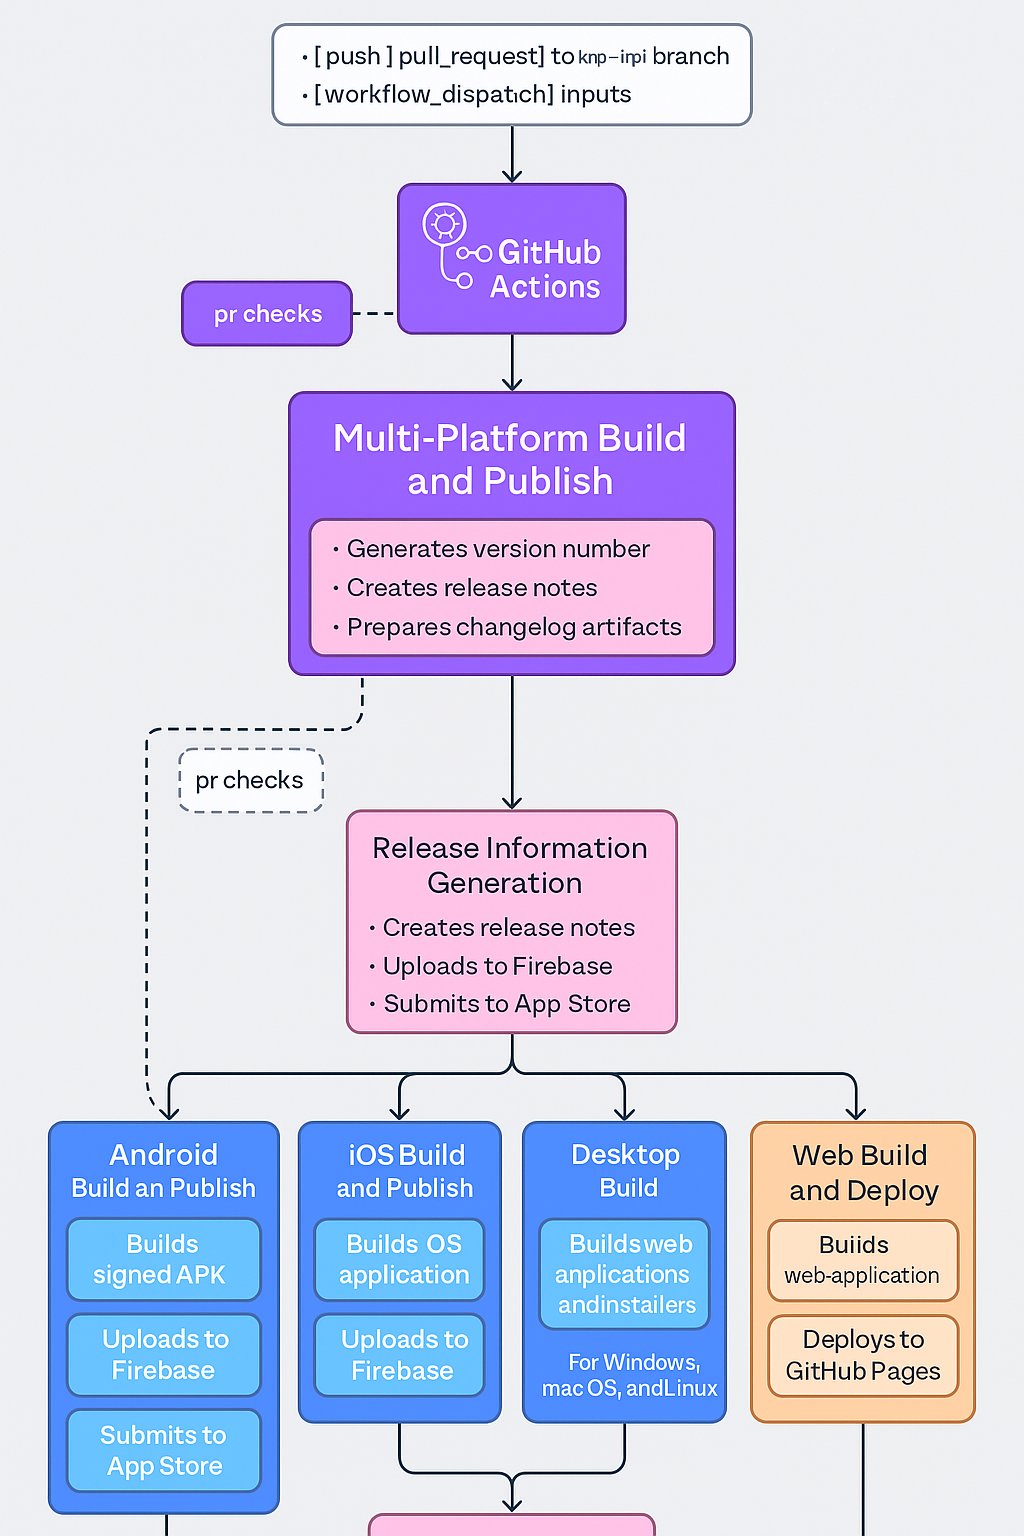 • [ push ] pull_request] to knp–irpi branch
• [workflow_dispatch] inputs
GitHub
Actions
pr checks
Multi-Platform Build
and Publish
• Generates version number
• Creates release notes
• Prepares changelog artifacts
pr checks
Release Information
Generation
• Creates release notes
• Uploads to Firebase
• Submits to App Store
Android
Build an Publish
Builds
signed APK
Uploads to
Firebase
Submits to
App Store
iOS Build
and Publish
Builds OS
application
Uploads to
Firebase
Desktop
Build
Builds web
anplications
andinstailers
For Windows,
mac OS, andLinux
Web Build
and Deploy
Buiids
web-application
Deploys to
GitHub Pages